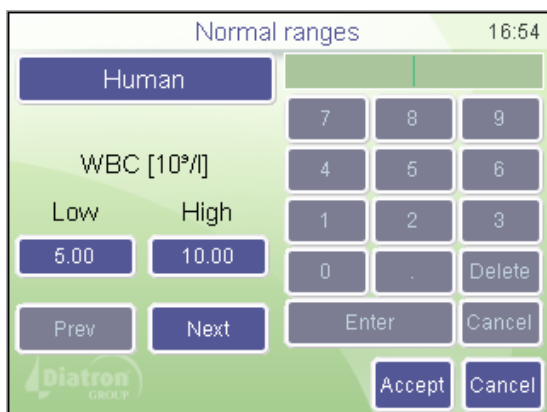 Normal ranges 16:54
Human
WBC [10⁹/l]
Low High
5.00 10.00
Prev Next
7 8 9
4 5 6
1 2 3
0 . Delete
Enter Cancel
Diatron
GROUP
Accept Cancel